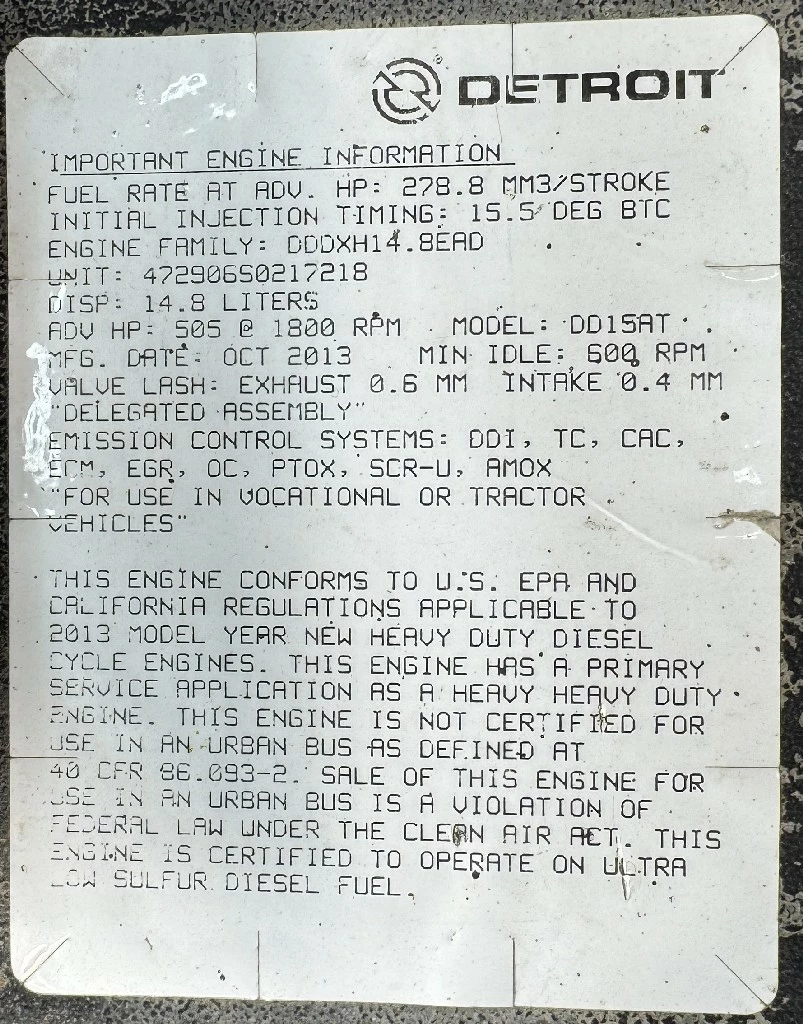 DETROIT
IMPORTANT ENGINE INFORMATION
FUEL RATE AT ADV. HP: 278.8 MM3/STROKE
INITIAL INJECTION TIMING: 15.5 DEG BTC
ENGINE FAMILY: DDDXH14.8EAD
UNIT: 472906S0217218
DISP: 14.8 LITERS
ADV HP: 505 @ 1800 RPM MODEL: DD15AT
MFG. DATE: OCT 2013 MIN IDLE: 600 RPM
VALVE LASH: EXHAUST 0.6 MM INTAKE 0.4 MM
"DELEGATED ASSEMBLY"
EMISSION CONTROL SYSTEMS: DDI, TC, CAC,
ECM, EGR, OC, PTOX, SCR-U, AMOX
"FOR USE IN VOCATIONAL OR TRACTOR
VEHICLES"
THIS ENGINE CONFORMS TO U.S. EPA AND
CALIFORNIA REGULATIONS APPLICABLE TO
2013 MODEL YEAR NEW HEAVY DUTY DIESEL
CYCLE ENGINES. THIS ENGINE HAS A PRIMARY
SERVICE APPLICATION AS A HEAVY HEAVY DUTY
ENGINE. THIS ENGINE IS NOT CERTIFIED FOR
USE IN AN URBAN BUS AS DEFINED AT
40 CFR 86.093-2. SALE OF THIS ENGINE FOR
USE IN AN URBAN BUS IS A VIOLATION OF
FEDERAL LAW UNDER THE CLEAN AIR ACT. THIS
ENGINE IS CERTIFIED TO OPERATE ON ULTRA
LOW SULFUR DIESEL FUEL.